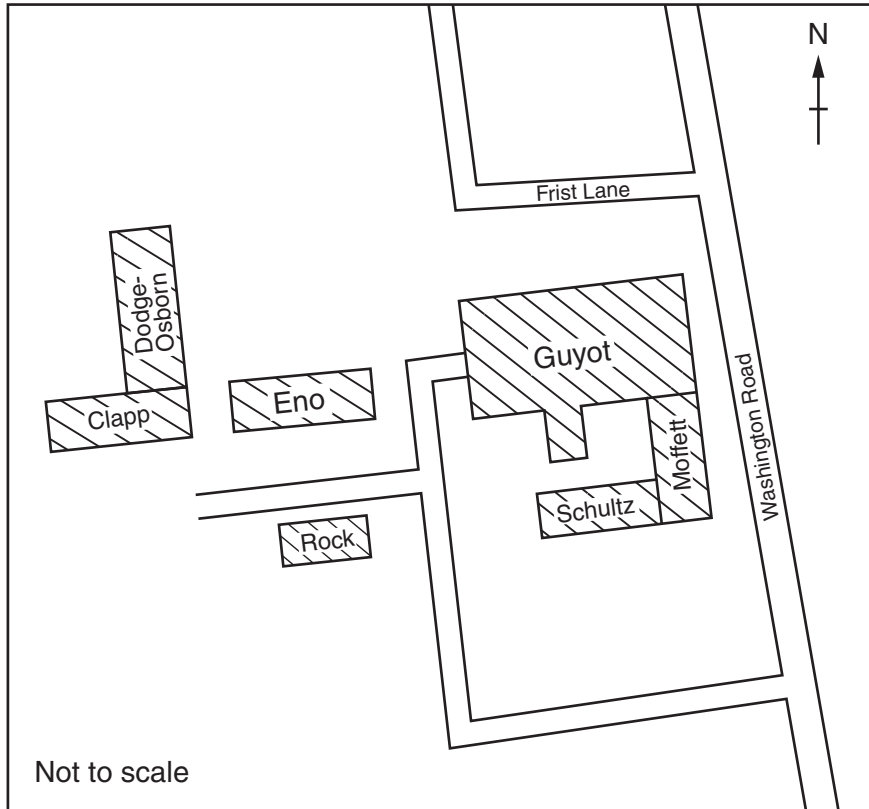 N
Frist Lane
Dodge-
Osborn
Guyot
Eno
Clapp
Washington Road
Moffett
Schultz
Rock
Not to scale